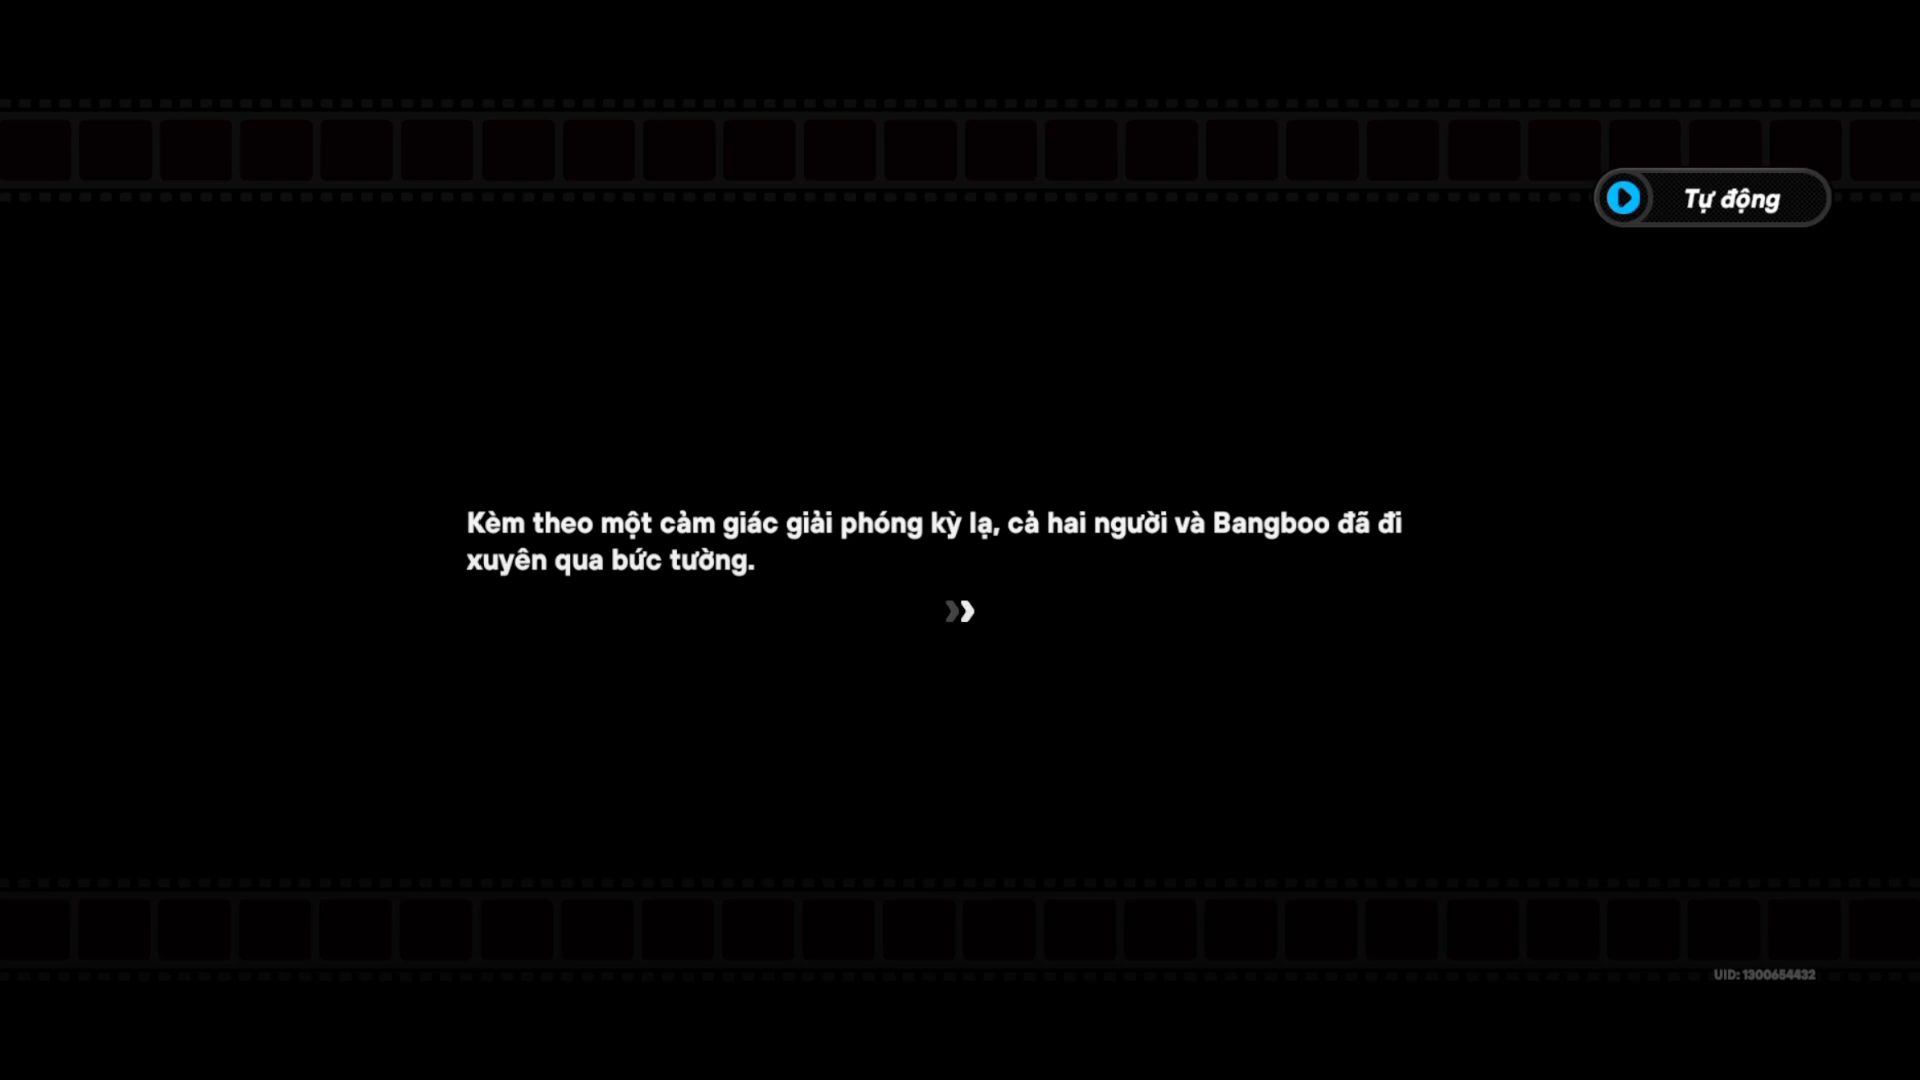 Tự động
Kèm theo một cảm giác giải phóng kỳ lạ, cả hai người và Bangboo đã đi
xuyên qua bức tường.
UID: 1300654432